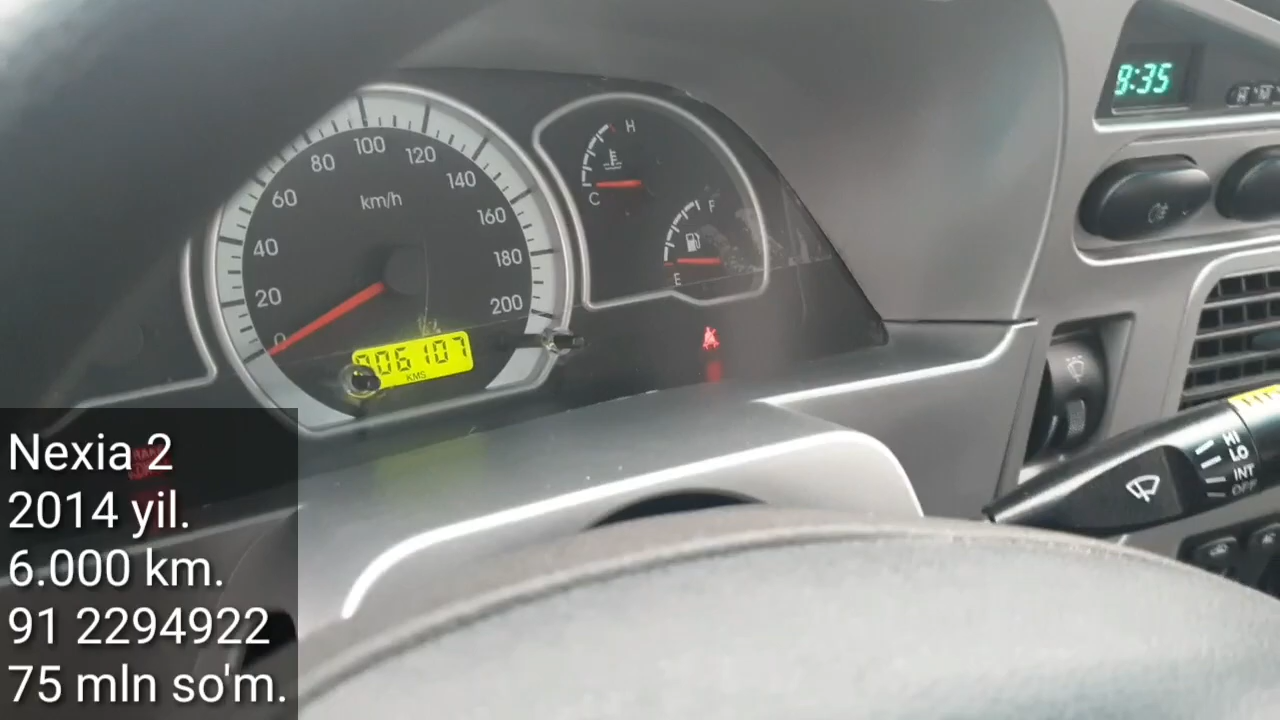 km/h
0
20
40
60
80
100
120
140
160
180
200
006107
KMS
H
C
F
E
8:35
H
M
HI
LO
INT
OFF
Nexia 2
2014 yil.
6.000 km.
91 2294922
75 mln so'm.